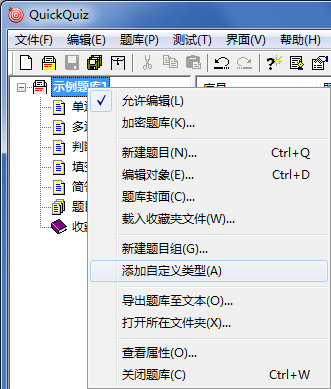 QuickQuiz
文件(F) 编辑(E) 题库(P) 测试(T) 界面(V) 帮助(H)
示例题库1
单
多
判
填
简
题
收
允许编辑(L)
加密题库(K)...
新建题目(N)... Ctrl+Q
编辑对象(E)... Ctrl+D
题库封面(C)...
载入收藏夹文件(W)...
新建题目组(G)...
添加自定义类型(A)
导出题库至文本(O)...
打开所在文件夹(X)...
查看属性(O)...
关闭题库(C) Ctrl+W